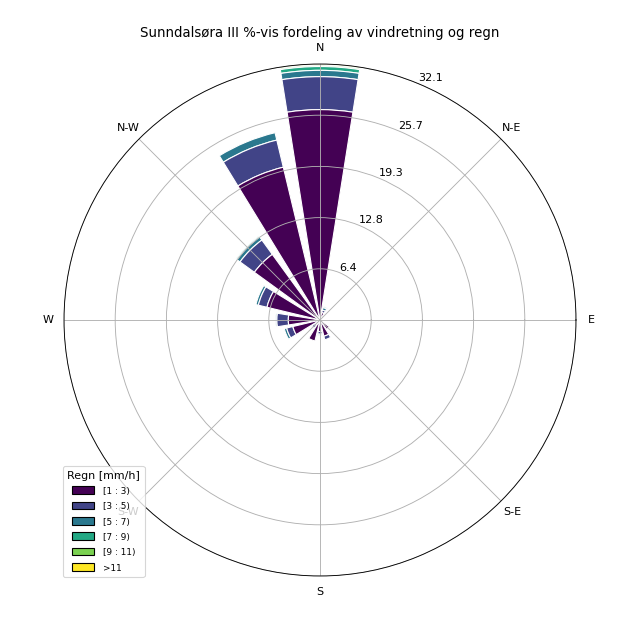 Sunndalsøra III %-vis fordeling av vindretning og regn
N
32.1
N-W
25.7
N-E
19.3
12.8
6.4
W
E
Regn [mm/h]
[1 : 3)
[3 : 5)
S-W
S-E
[5 : 7)
[7 : 9)
[9 : 11)
>11
S